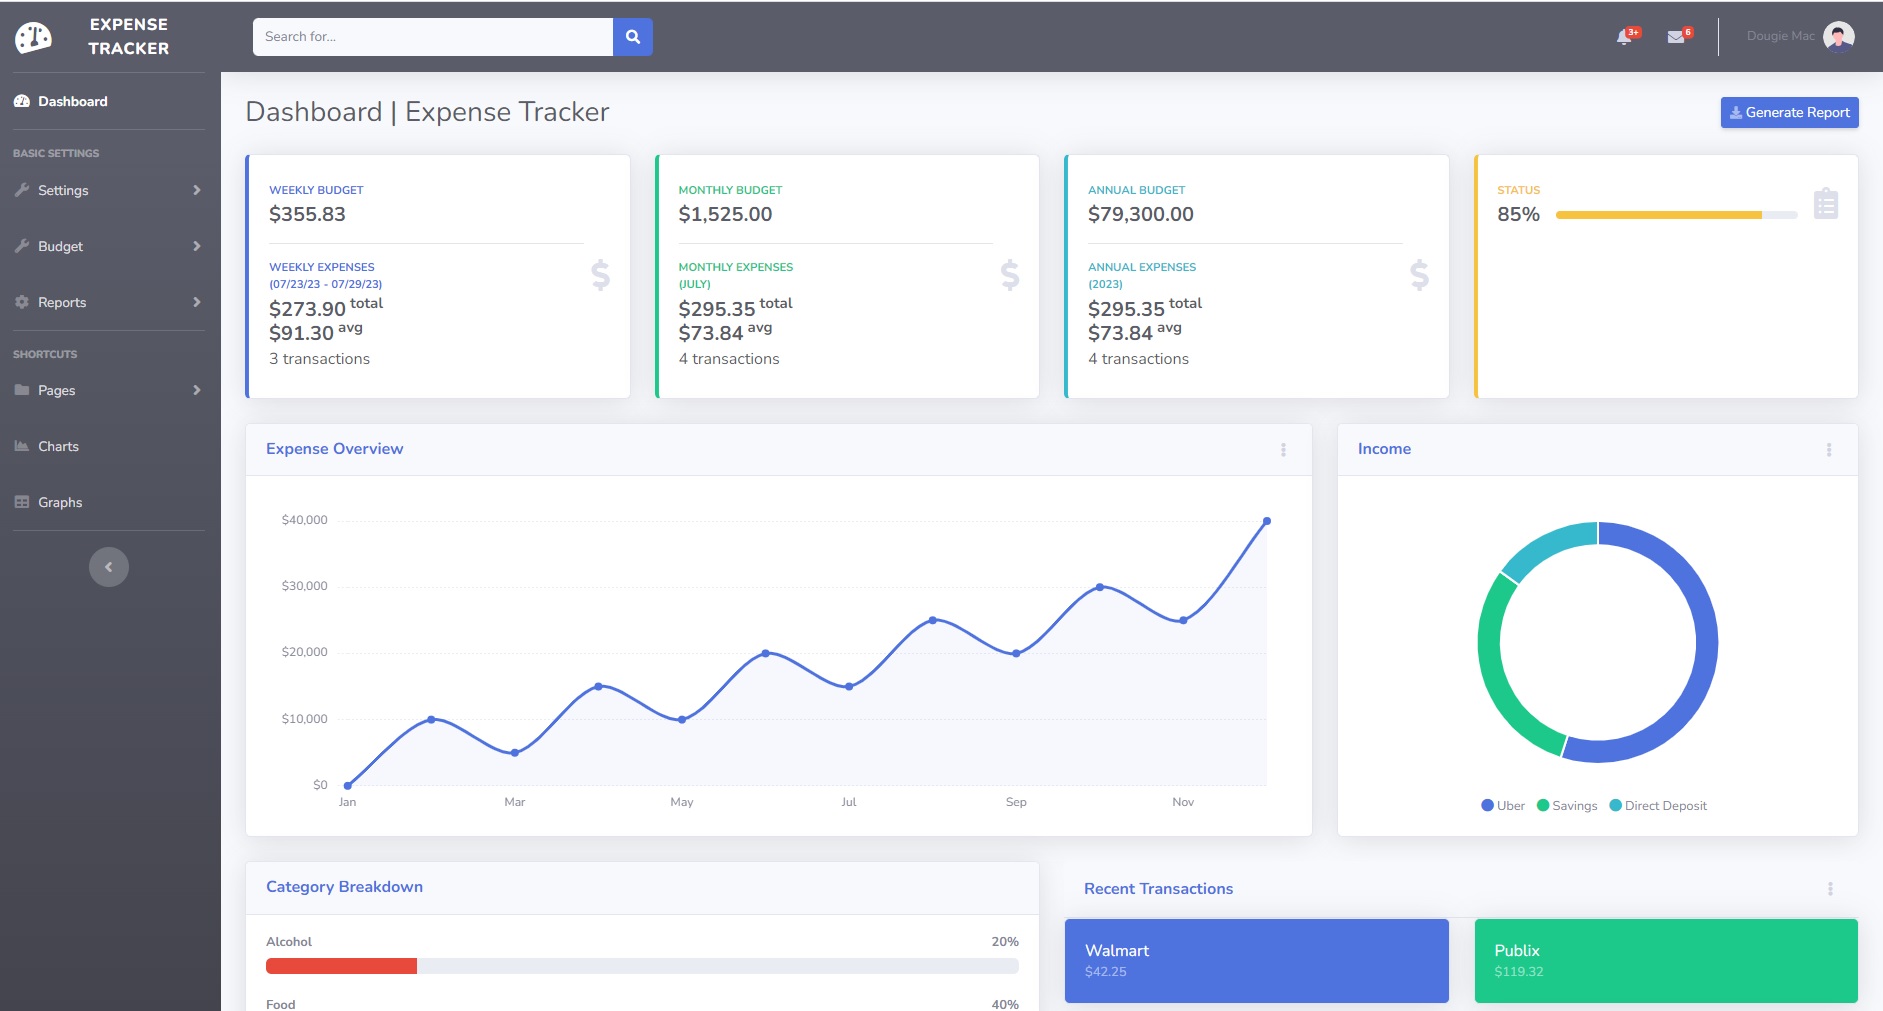 EXPENSE
TRACKER
Search for...
3+
6
Dougie Mac
Dashboard
BASIC SETTINGS
Settings
Budget
Reports
SHORTCUTS
Pages
Charts
Graphs
Dashboard | Expense Tracker
Generate Report
WEEKLY BUDGET
$355.83
WEEKLY EXPENSES
(07/23/23 - 07/29/23)
$273.90 total
$91.30 avg
3 transactions
MONTHLY BUDGET
$1,525.00
MONTHLY EXPENSES
(JULY)
$295.35 total
$73.84 avg
4 transactions
ANNUAL BUDGET
$79,300.00
ANNUAL EXPENSES
(2023)
$295.35 total
$73.84 avg
4 transactions
STATUS
85%
Expense Overview
$40,000
$30,000
$20,000
$10,000
$0
Jan Mar May Jul Sep Nov
Income
Uber Savings Direct Deposit
Category Breakdown
Alcohol 20%
Food 40%
Recent Transactions
Walmart
$42.25
Publix
$119.32